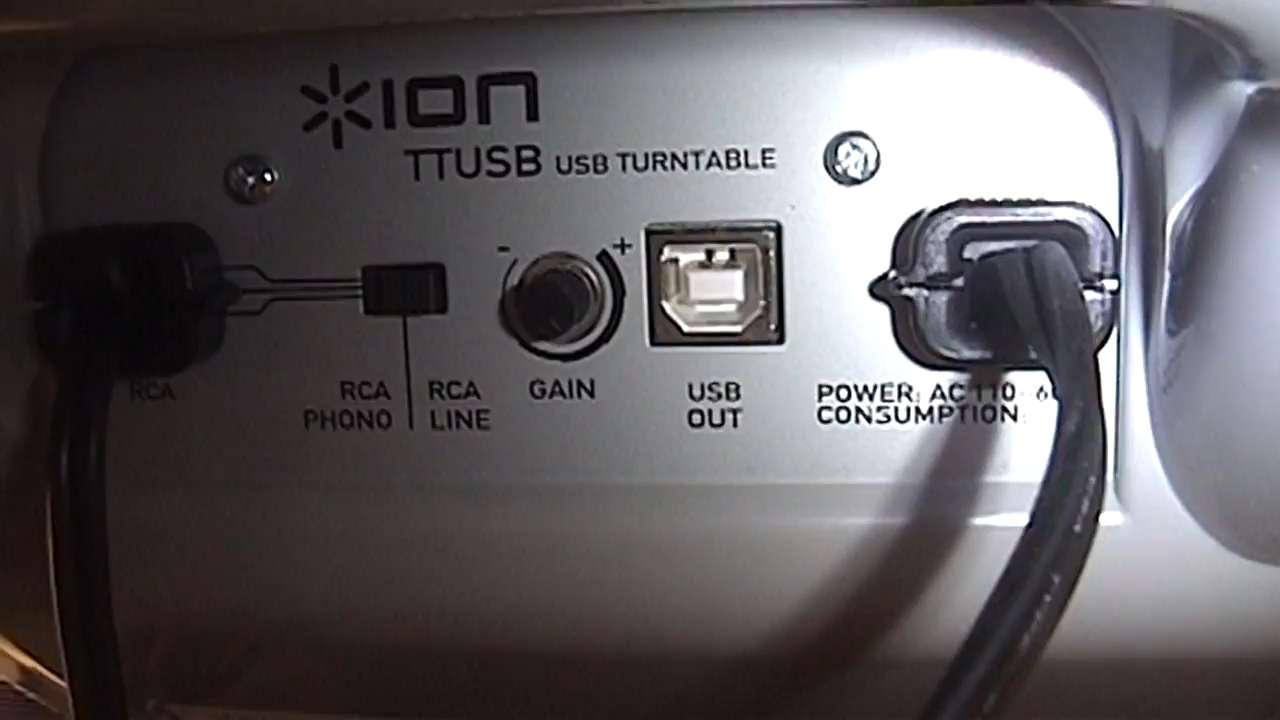 ION
TTUSB USB TURNTABLE
- +
RCA
RCA PHONO
RCA LINE
GAIN
USB OUT
POWER: AC 110
CONSUMPTION: